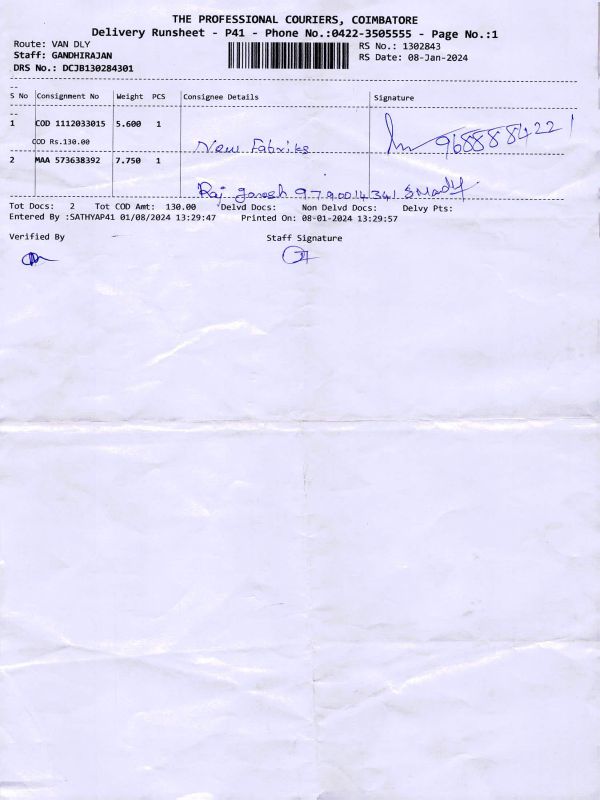 THE PROFESSIONAL COURIERS, COIMBATORE
Delivery Runsheet - P41 - Phone No.:0422-3505555 - Page No.:1
Route: VAN DLY RS No.: 1302843
Staff: GANDHIRAJAN RS Date: 08-Jan-2024
DRS No.: DCJB130284301
S No Consignment No Weight PCS Consignee Details Signature
1 COD 1112033015 5.600 1 9688888422
COD Rs.130.00 New Fabriks
2 MAA 573638392 7.750 1
Raj ganesh 9790014341
Tot Docs: 2 Tot COD Amt: 130.00 Delvd Docs: Non Delvd Docs: Delvy Pts:
Entered By :SATHYAP41 01/08/2024 13:29:47 Printed On: 08-01-2024 13:29:57
Verified By Staff Signature